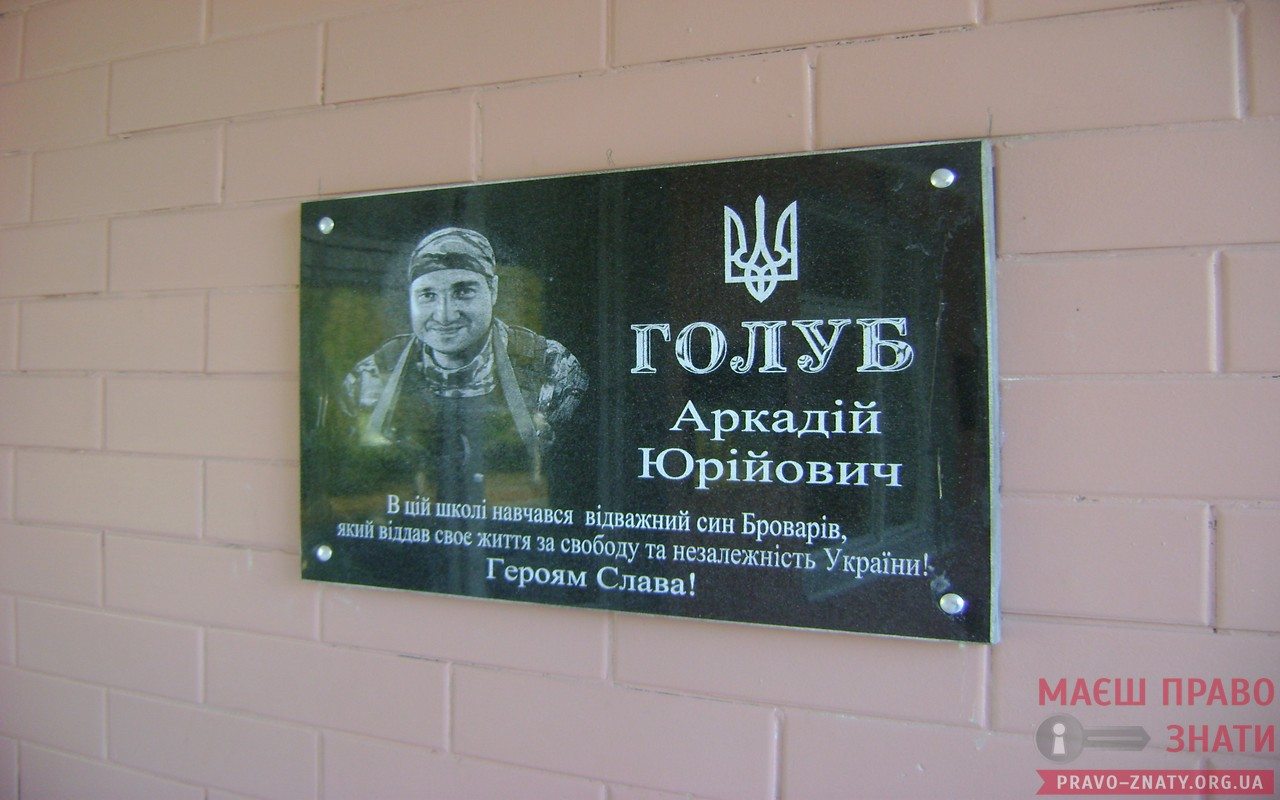 ГОЛУБ
Аркадій
Юрійович
В цій школі навчався відважний син Броварів,
який віддав своє життя за свободу та незалежність України!
Героям Слава!
МАЄШ ПРАВО
ЗНАТИ
PRAVO-ZNATY.ORG.UA